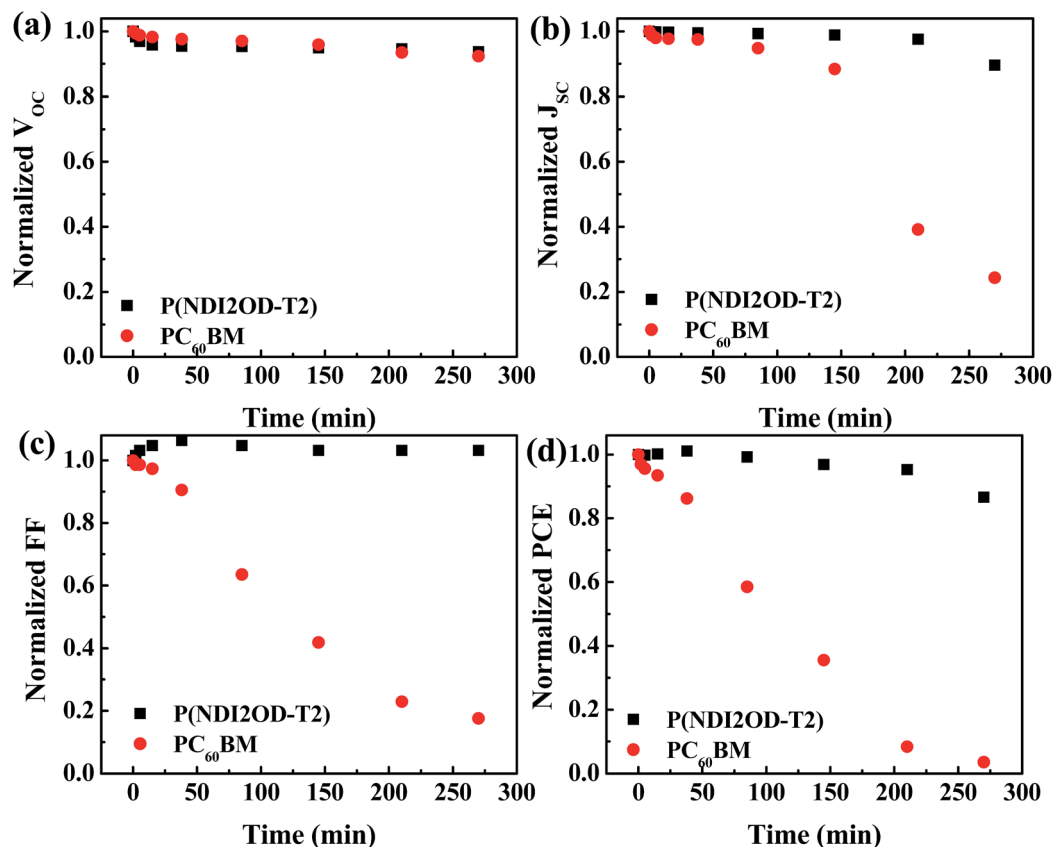 (a)
1.0
0.8
0.6
0.4
0.2
0.0
Normalized V_OC
P(NDI2OD-T2)
PC_60BM
0 50 100 150 200 250 300
Time (min)
(b)
1.0
0.8
0.6
0.4
0.2
0.0
Normalized J_SC
P(NDI2OD-T2)
PC_60BM
0 50 100 150 200 250 300
Time (min)
(c)
1.0
0.8
0.6
0.4
0.2
0.0
Normalized FF
P(NDI2OD-T2)
PC_60BM
0 50 100 150 200 250 300
Time (min)
(d)
1.0
0.8
0.6
0.4
0.2
0.0
Normalized PCE
P(NDI2OD-T2)
PC_60BM
0 50 100 150 200 250 300
Time (min)